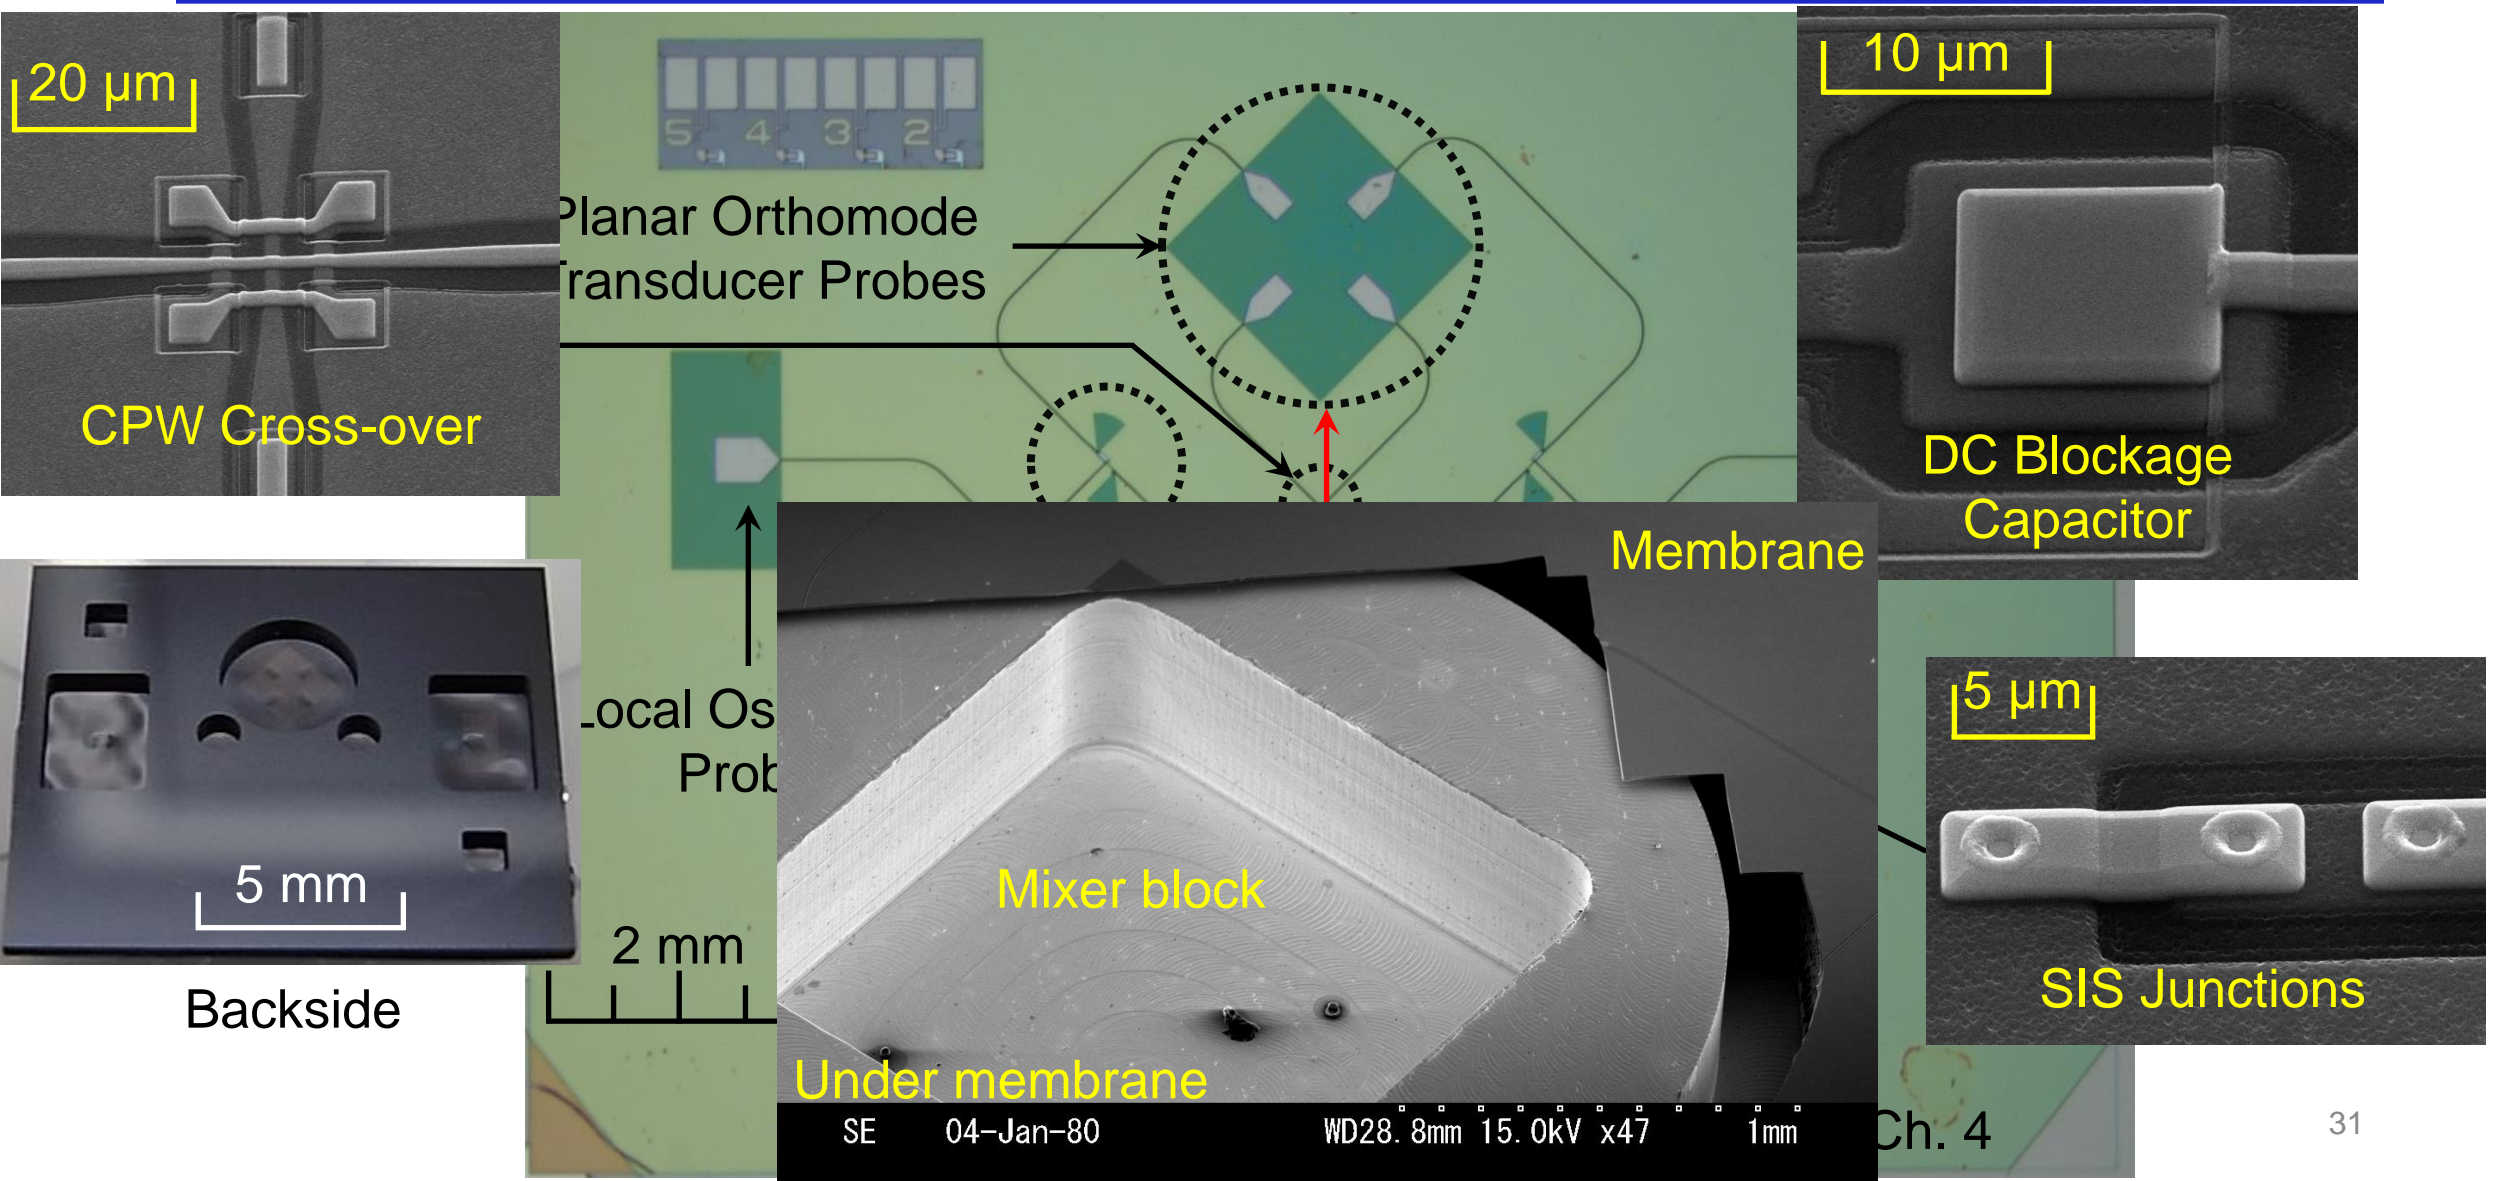 20 µm
CPW Cross-over
5 4 3 2
Planar Orthomode
Transducer Probes
10 µm
DC Blockage
Capacitor
Membrane
Local Os
Prob
5 mm
Backside
2 mm
Mixer block
Under membrane
SE 04-Jan-80 WD28.8mm 15.0kV x47 1mm
5 µm
SIS Junctions
Ch. 4
31